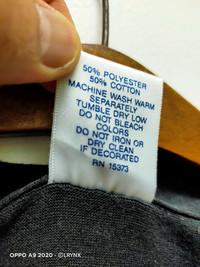 50% POLYESTER
50% COTTON
MACHINE WASH WARM
SEPARATELY
TUMBLE DRY LOW
DO NOT BLEACH
COLORS
DO NOT IRON OR
DRY CLEAN
IF DECORATED
RN 15373
OPPO A9 2020 ©LRYNX